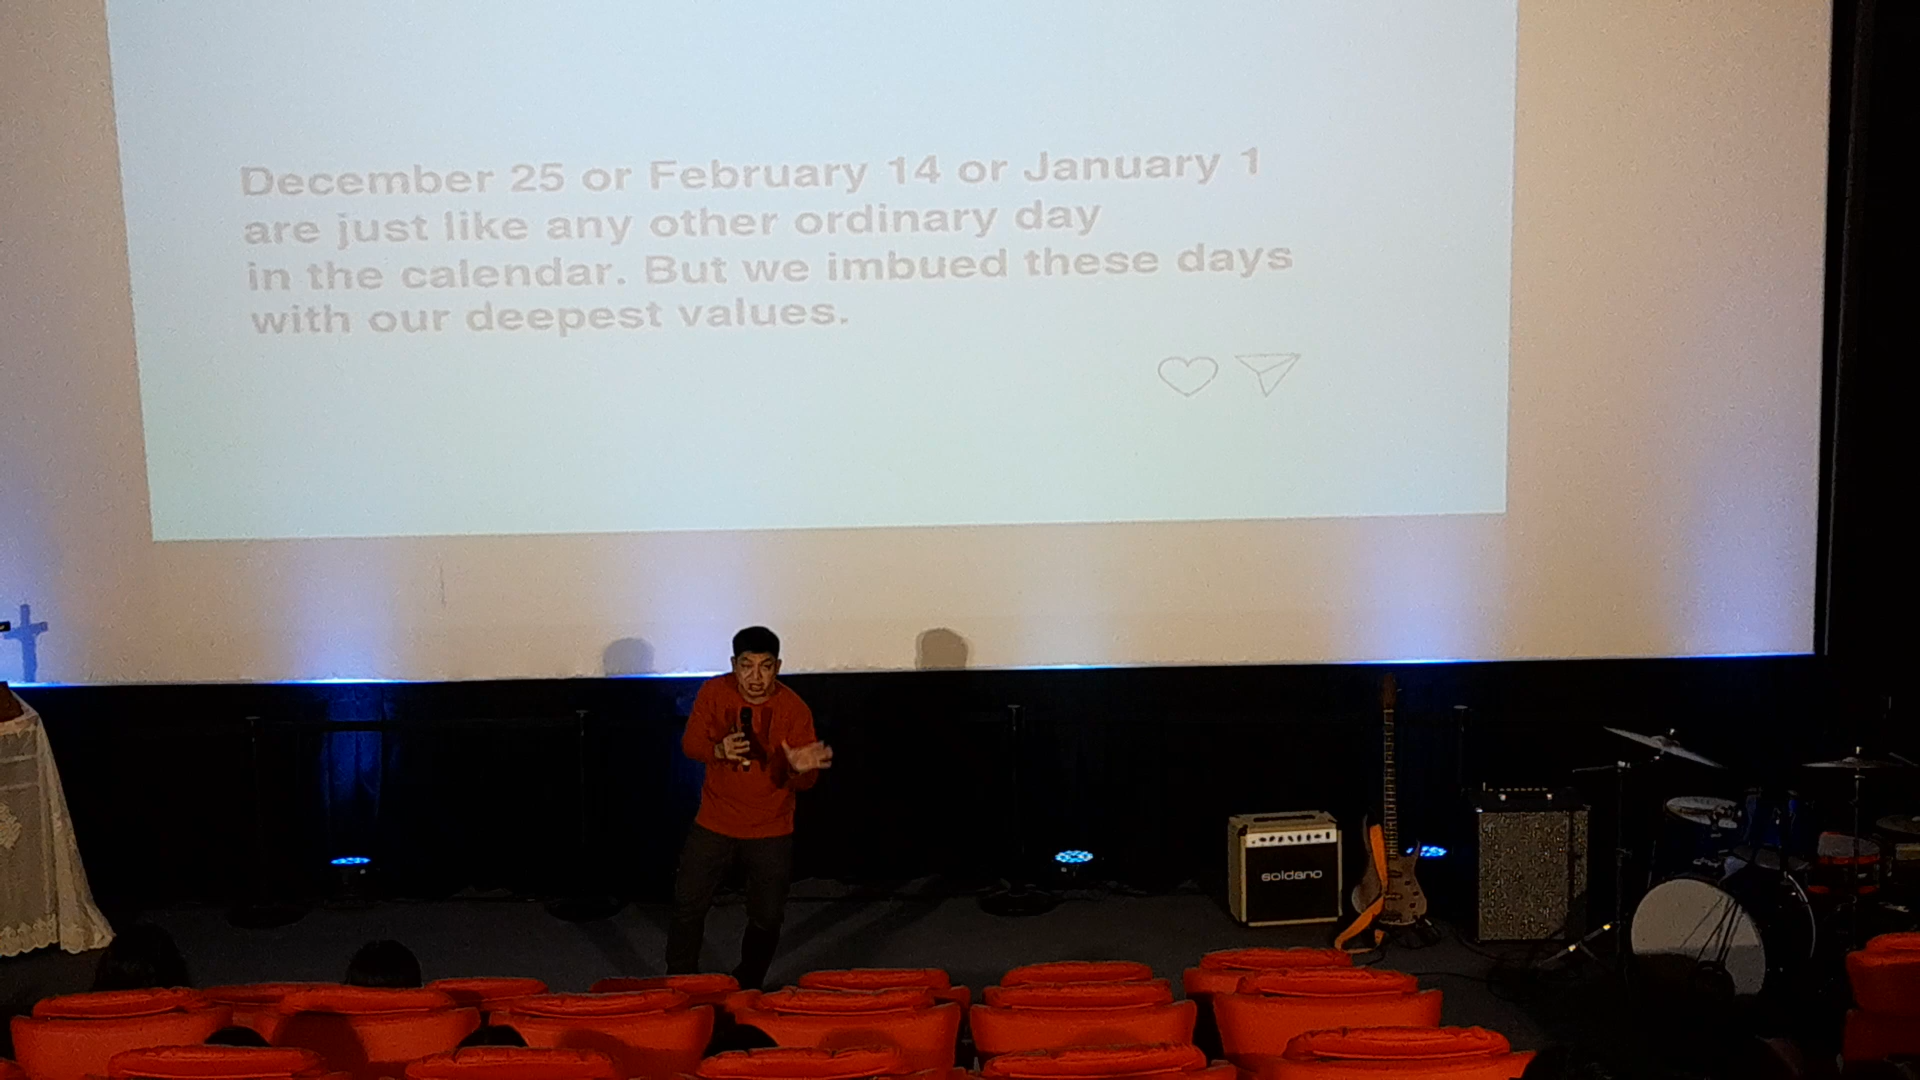 December 25 or February 14 or January 1
are just like any other ordinary day
in the calendar. But we imbued these days
with our deepest values.
soldano